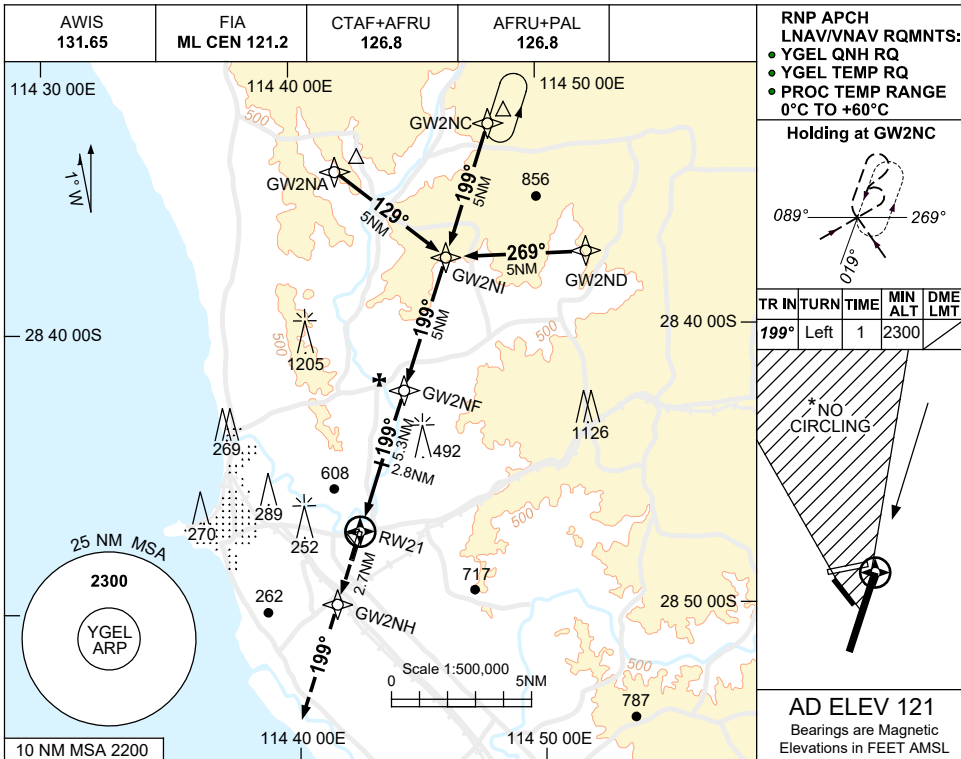 AWIS
131.65
FIA
ML CEN 121.2
CTAF+AFRU
126.8
AFRU+PAL
126.8
RNP APCH
LNAV/VNAV RQMNTS:
YGEL QNH RQ
YGEL TEMP RQ
PROC TEMP RANGE
0°C TO +60°C
114 30 00E
114 40 00E
114 50 00E
500
GW2NC
1° W
GW2NA
199°
5NM
856
129°
5NM
269°
5NM
GW2NI
GW2ND
Holding at GW2NC
089°
269°
019°
TR IN
TURN
TIME
MIN
ALT
DME
LMT
199°
Left
1
2300
28 40 00S
28 40 00S
500
1205
199°
5NM
500
GW2NF
199°
5.3NM
492
2.8NM
1126
269
608
289
270
252
RW21
500
*NO
CIRCLING
25 NM MSA
2300
YGEL
ARP
262
2.7NM
717
GW2NH
28 50 00S
199°
Scale 1:500,000
0
5NM
500
787
10 NM MSA 2200
114 40 00E
114 50 00E
AD ELEV 121
Bearings are Magnetic
Elevations in FEET AMSL